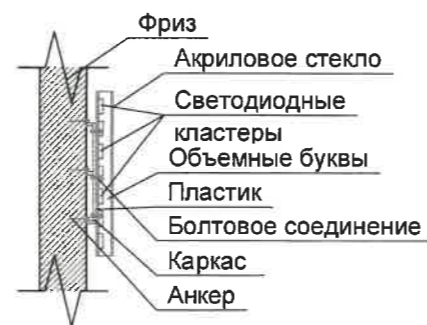 Фриз
Акриловое стекло
Светодиодные
кластеры
Объемные буквы
Пластик
Болтовое соединение
Каркас
Анкер